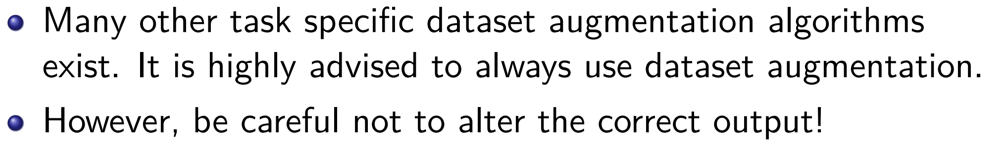 Many other task specific dataset augmentation algorithms
exist. It is highly advised to always use dataset augmentation.
However, be careful not to alter the correct output!